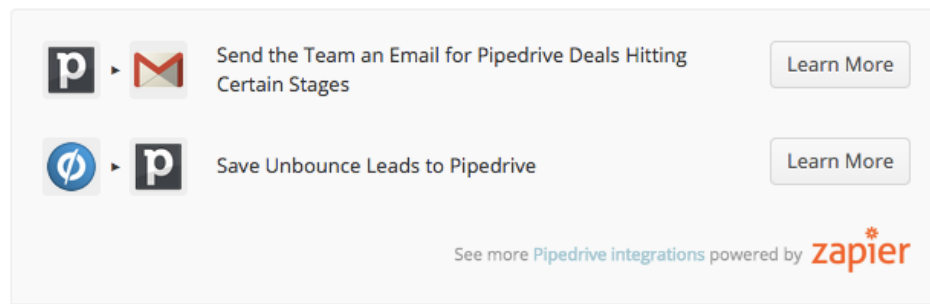 p
Send the Team an Email for Pipedrive Deals Hitting
Certain Stages
Learn More
p
Save Unbounce Leads to Pipedrive
Learn More
See more Pipedrive integrations powered by zapier